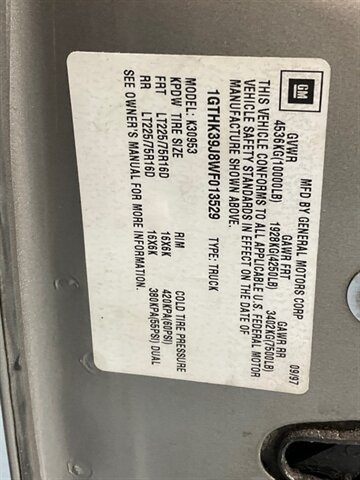 GM
MFD BY GENERAL MOTORS CORP 09/97
GVWR GAWR FRT GAWR RR
4536KG(10000LB) 1928KG(4250LB) 3402KG(7500LB)
THIS VEHICLE CONFORMS TO ALL APPLICABLE U.S. FEDERAL MOTOR
VEHICLE SAFETY STANDARDS IN EFFECT ON THE DATE OF
MANUFACTURE SHOWN ABOVE.
1GTHK39J8WF013529 TYPE: TRUCK
K30953
KPDW TIRE SIZE RIM COLD TIRE PRESSURE
FRT LT225/75R16D 16X6K 420KPA(60PSI)
RR LT225/75R16D 16X6K 380KPA(55PSI) DUAL
SEE OWNER'S MANUAL FOR MORE INFORMATION.